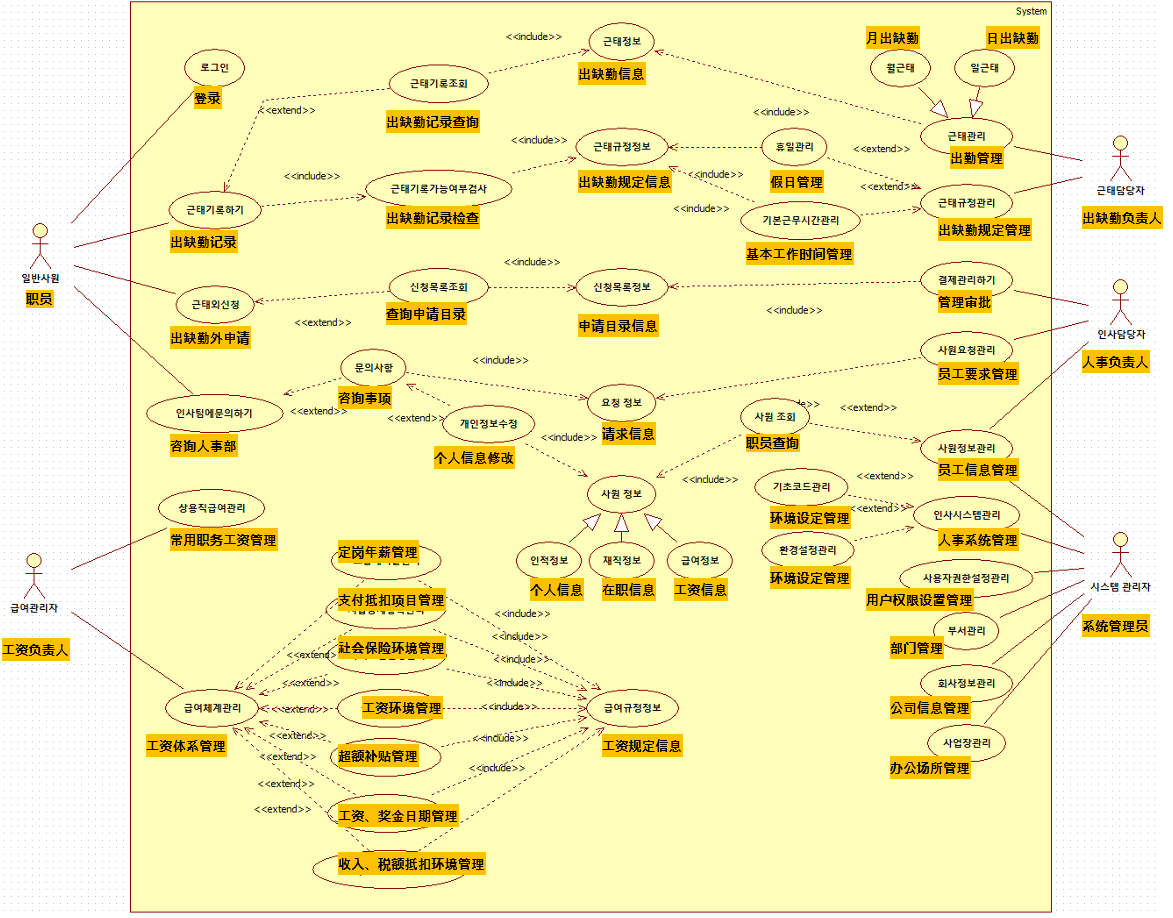 System
로그인
登录
근태기록조회
出缺勤记录查询
<<include>>
근태정보
出缺勤信息
月出缺勤
월근태
日出缺勤
일근태
<<extend>>
<<include>>
근태관리
出勤管理
<<include>>
근태규정정보
出缺勤规定信息
휴일관리
假日管理
<<extend>>
<<include>>
<<extend>>
<<include>>
근태담당자
出缺勤负责人
근태기록하기
出缺勤记录
<<include>>
근태기록가능여부검사
出缺勤记录检查
기본근무시간관리
基本工作时间管理
근태규정관리
出缺勤规定管理
일반사원
职员
근태외신청
出缺勤外申请
신청목록조회
查询申请目录
<<include>>
<<extend>>
신청목록정보
申请目录信息
<<include>>
결제관리하기
管理审批
인사담당자
人事负责人
문의사항
咨询事项
<<include>>
사원요청관리
员工要求管理
인사팀에문의하기
咨询人事部
<<extend>>
<<extend>>
개인정보수정
个人信息修改
<<include>>
요청 정보
请求信息
사원 조회
职员查询
<<extend>>
사원정보관리
员工信息管理
<<include>>
사원 정보
상용직급여관리
常用职务工资管理
기초코드관리
环境设定管理
<<extend>>
<<extend>>
인사시스템관리
人事系统管理
환경설정관리
环境设定管理
인적정보
个人信息
재직정보
在职信息
급여정보
工资信息
사용자권한설정관리
用户权限设置管理
시스템 관리자
系统管理员
부서관리
部门管理
회사정보관리
公司信息管理
사업장관리
办公场所管理
급여관리자
工资负责人
定岗年薪管理
支付抵扣项目管理
社会保险环境管理
工资环境管理
超额补贴管理
工资、奖金日期管理
收入、税额抵扣环境管理
급여체계관리
工资体系管理
급여규정정보
工资规定信息
<<include>>
<<include>>
<<include>>
<<include>>
<<include>>
<<include>>
<<include>>
<<extend>>
<<extend>>
<<extend>>
<<extend>>
<<extend>>
<<extend>>
<<extend>>